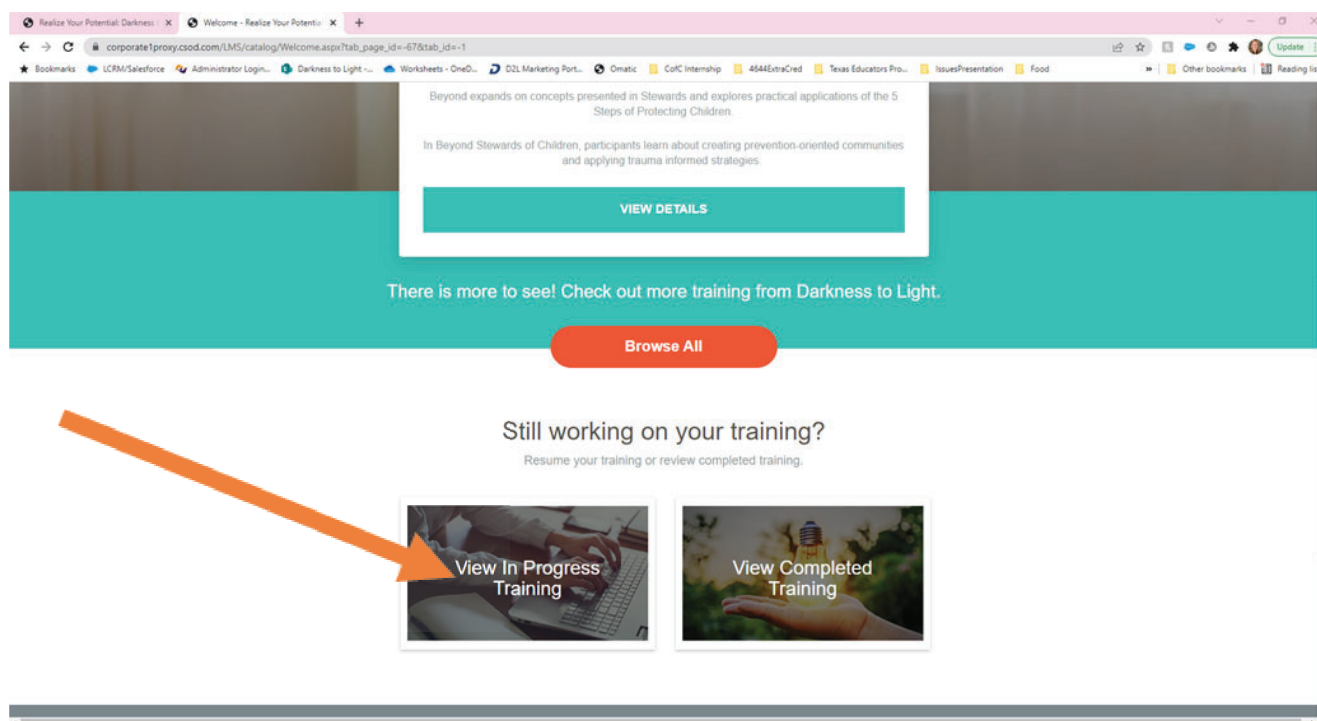 Realize Your Potential: Darkness
Welcome - Realize Your Potentia
corporate1proxy.csod.com/LMS/catalog/Welcome.aspx?tab_page_id=-67&tab_id=-1
Update
Bookmarks LCRM/Salesforce Administrator Login... Darkness to Light -... Worksheets - OneD... D2L Marketing Port... Omatic CofC Internship 4644ExtraCred Texas Educators Pro... IssuesPresentation Food » Other bookmarks Reading lis
Beyond expands on concepts presented in Stewards and explores practical applications of the 5
Steps of Protecting Children.
In Beyond Stewards of Children, participants learn about creating prevention-oriented communities
and applying trauma informed strategies.
VIEW DETAILS
There is more to see! Check out more training from Darkness to Light.
Browse All
Still working on your training?
Resume your training or review completed training.
View In Progress
Training
View Completed
Training